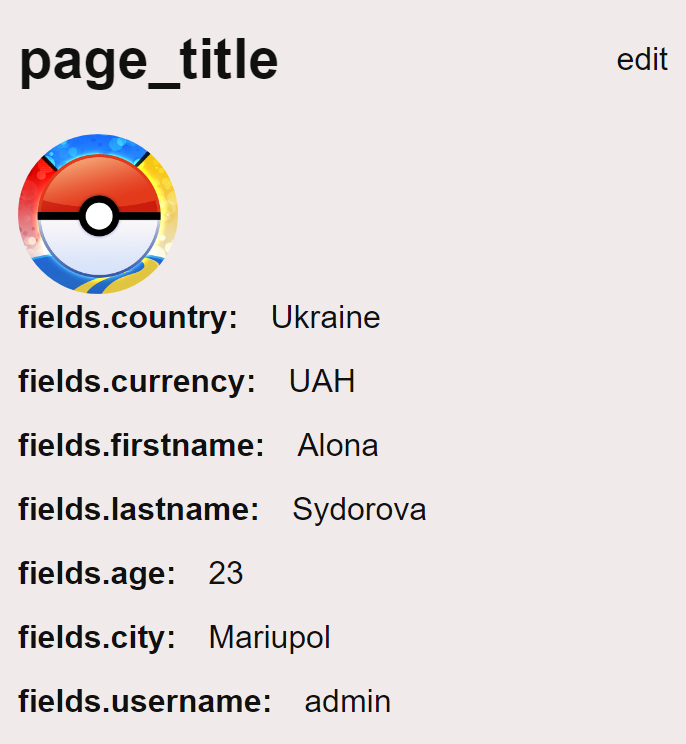 page_title edit
fields.country: Ukraine
fields.currency: UAH
fields.firstname: Alona
fields.lastname: Sydorova
fields.age: 23
fields.city: Mariupol
fields.username: admin